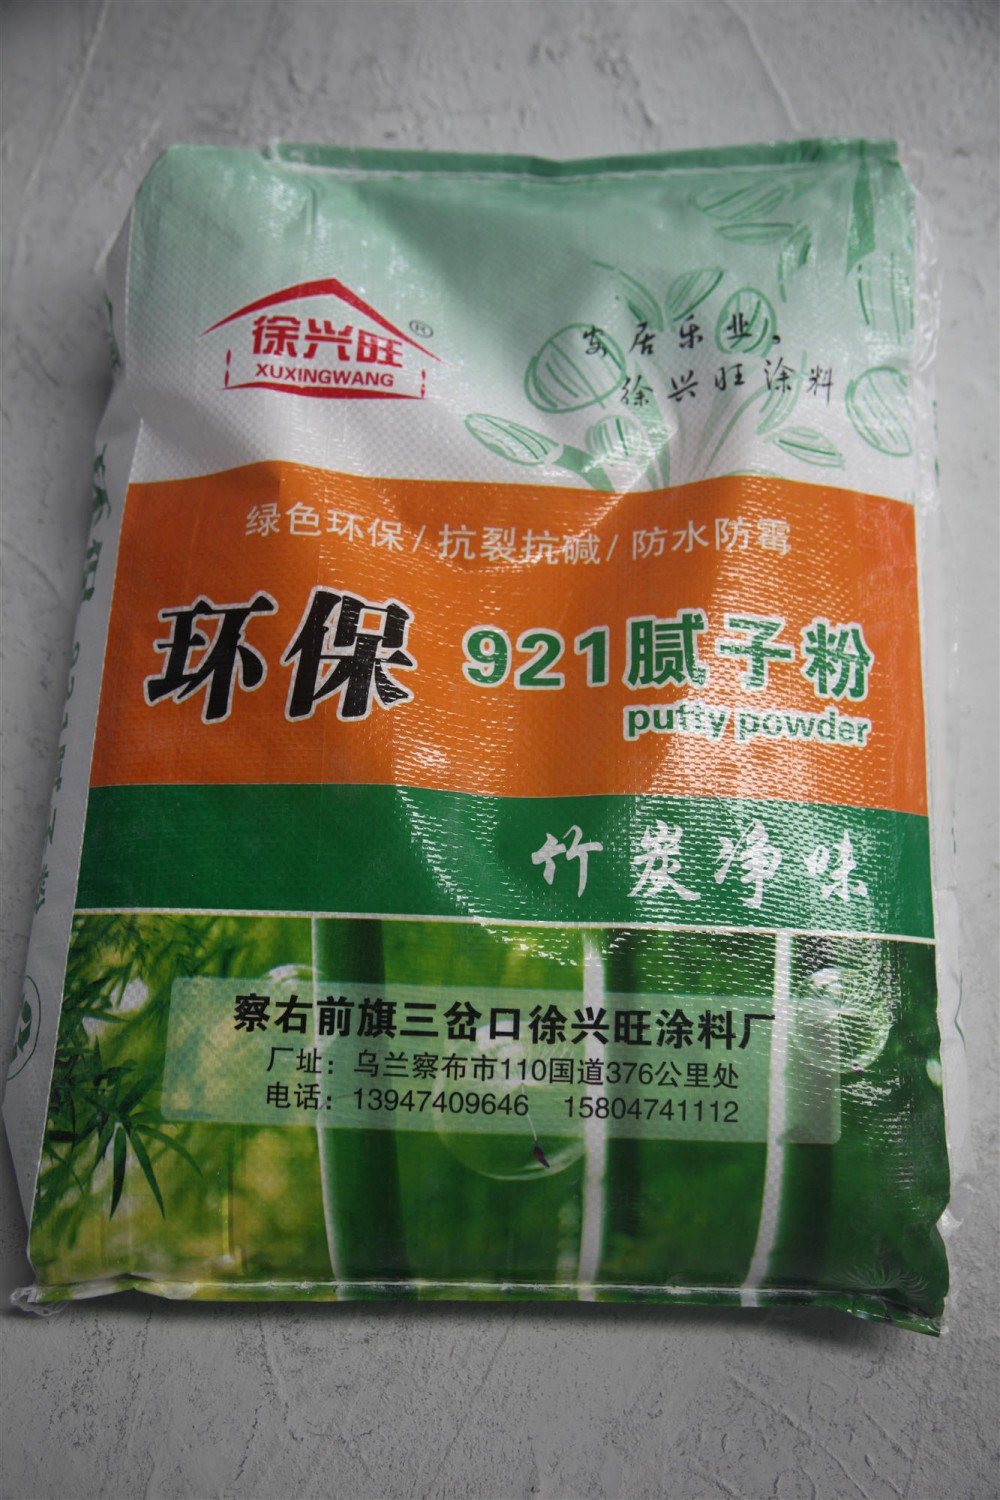 徐兴旺®
XUXINGWANG
安居乐业，
徐兴旺涂料
绿色环保/抗裂抗碱/防水防霉
环保 921腻子粉
putty powder
竹炭净味
察右前旗三岔口徐兴旺涂料厂
厂址：乌兰察布市110国道376公里处
电话：13947409646 15804741112